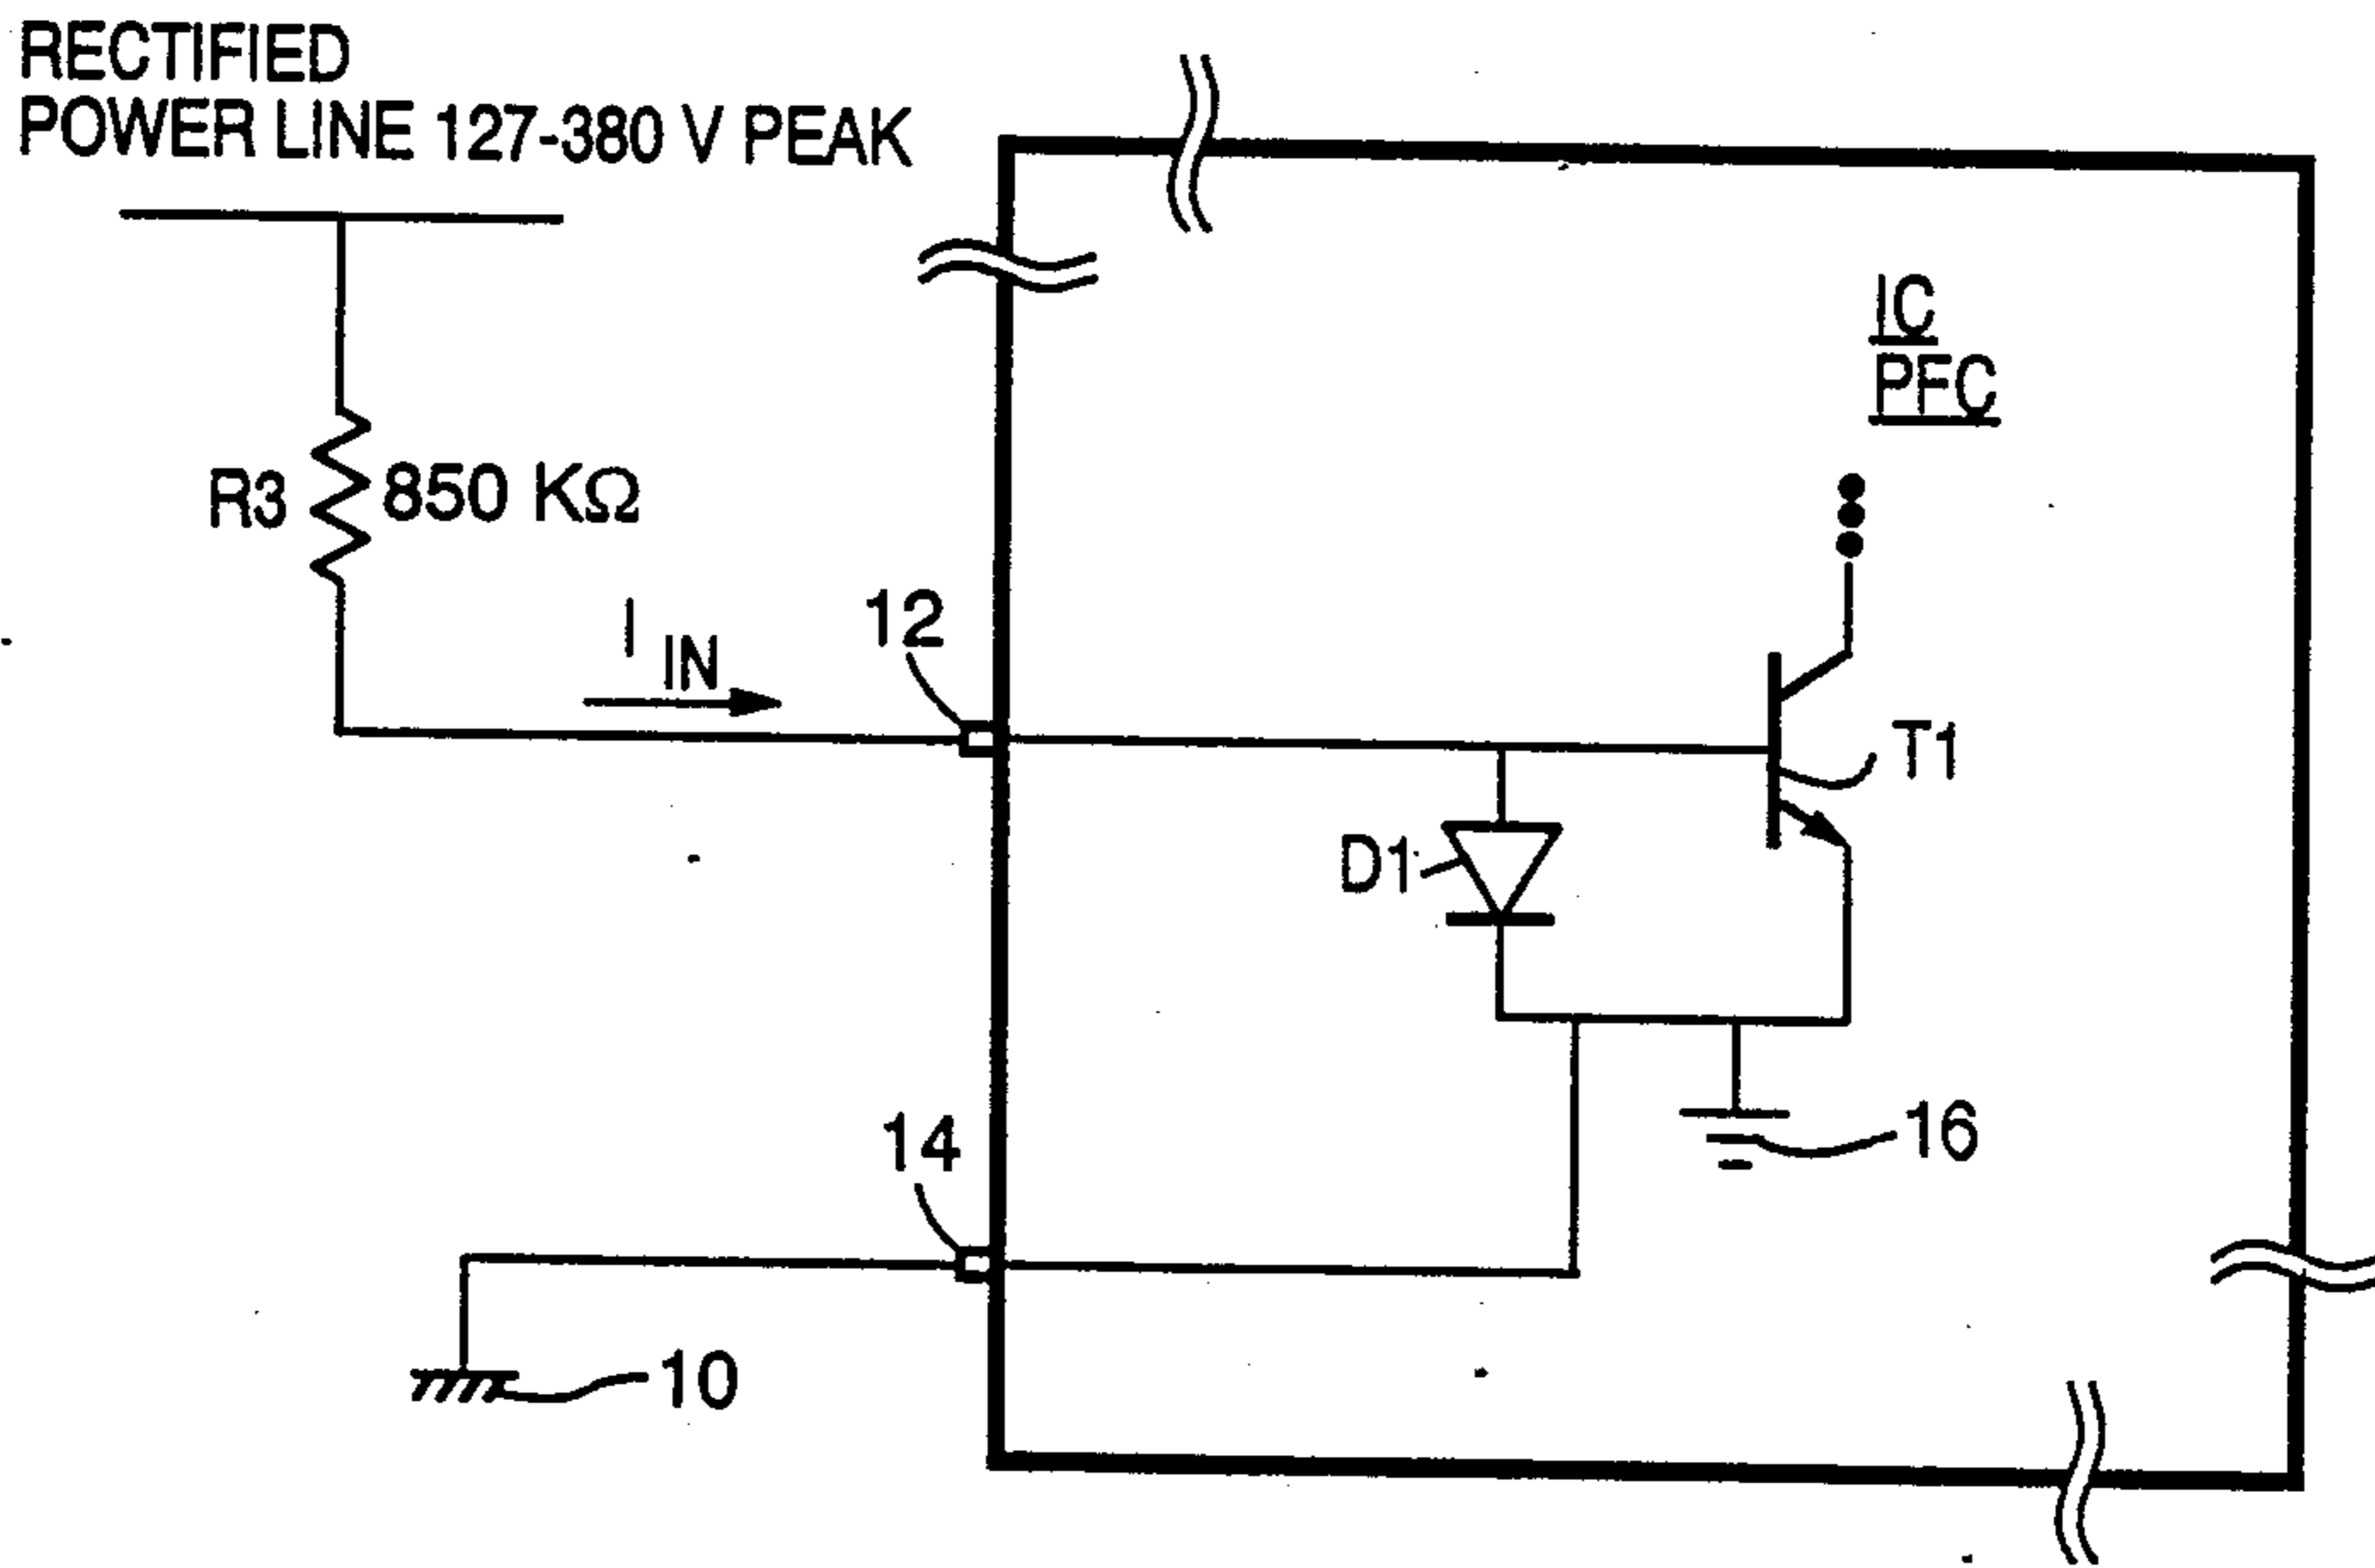 RECTIFIED
POWER LINE 127-380 V PEAK
IC
PFC
R3 850 KΩ
I IN
12
T1
D1
14
16
10